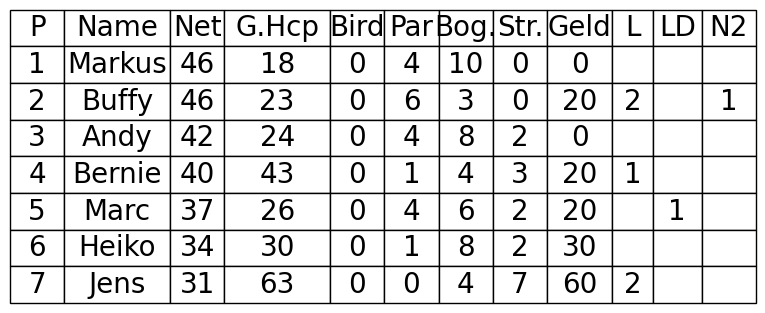 P Name Net G.Hcp Bird Par Bog. Str. Geld L LD N2
1 Markus 46 18 0 4 10 0 0
2 Buffy 46 23 0 6 3 0 20 2 1
3 Andy 42 24 0 4 8 2 0
4 Bernie 40 43 0 1 4 3 20 1
5 Marc 37 26 0 4 6 2 20 1
6 Heiko 34 30 0 1 8 2 30
7 Jens 31 63 0 0 4 7 60 2